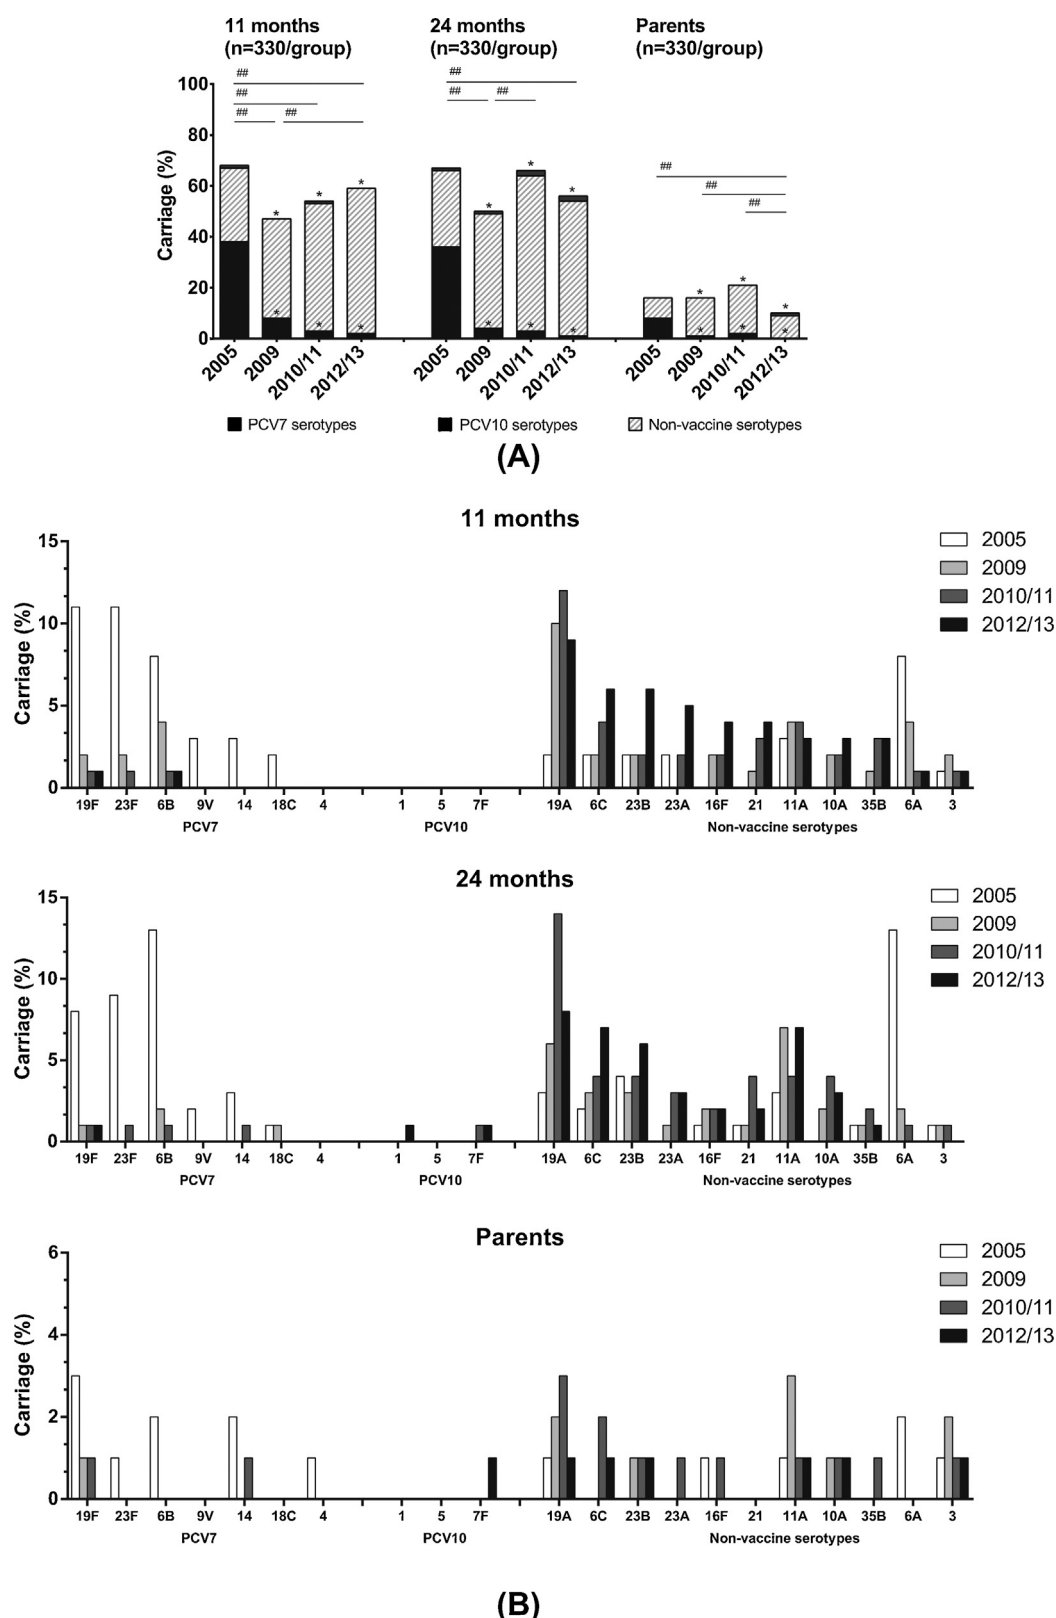 11 months 24 months Parents
(n=330/group) (n=330/group) (n=330/group)
## ##
100
## ## ##
## ##
80
##
##
##
60
40
20
0
Carriage (%)
* * * * * *
* * * * * *
* * * * * *
2005 2009 2010/11 2012/13 2005 2009 2010/11 2012/13 2005 2009 2010/11 2012/13
PCV7 serotypes PCV10 serotypes Non-vaccine serotypes
(A)
11 months
15
10
5
0
Carriage (%)
2005
2009
2010/11
2012/13
19F 23F 6B 9V 14 18C 4 1 5 7F 19A 6C 23B 23A 16F 21 11A 10A 35B 6A 3
PCV7 PCV10 Non-vaccine serotypes
24 months
15
10
5
0
Carriage (%)
2005
2009
2010/11
2012/13
19F 23F 6B 9V 14 18C 4 1 5 7F 19A 6C 23B 23A 16F 21 11A 10A 35B 6A 3
PCV7 PCV10 Non-vaccine serotypes
Parents
6
4
2
0
Carriage (%)
2005
2009
2010/11
2012/13
19F 23F 6B 9V 14 18C 4 1 5 7F 19A 6C 23B 23A 16F 21 11A 10A 35B 6A 3
PCV7 PCV10 Non-vaccine serotypes
(B)